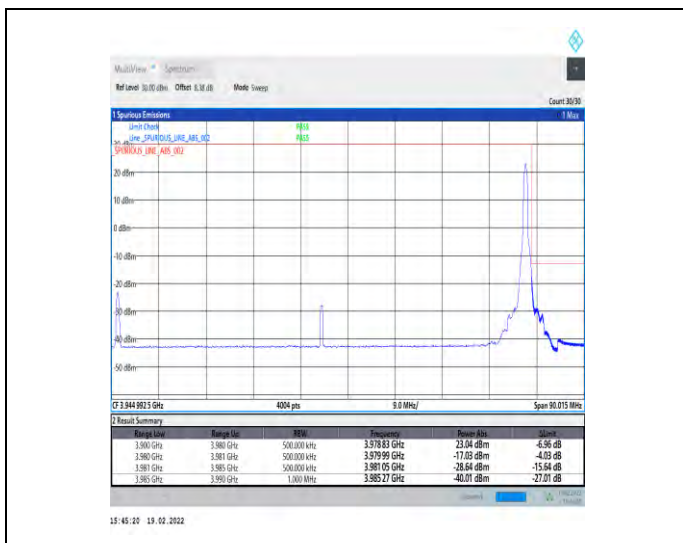 MultiView Spectrum
Ref Level 30.00 dBm Offset 8.38 dB Mode Sweep
Count 30/30
1 Spurious Emissions 1 Max
Limit Check PASS
Line _SPURIOUS_LINE_ABS_002 PASS
_SPURIOUS_LINE_ABS_002
20 dBm
10 dBm
0 dBm
-10 dBm
-20 dBm
-30 dBm
-40 dBm
-50 dBm
CF 3.944 992 5 GHz 4004 pts 9.0 MHz/ Span 90.015 MHz
2 Result Summary
Range Low Range Up RBW Frequency Power Abs ΔLimit
3.900 GHz 3.980 GHz 500.000 kHz 3.978 83 GHz 23.04 dBm -6.96 dB
3.980 GHz 3.981 GHz 500.000 kHz 3.979 99 GHz -17.03 dBm -4.03 dB
3.981 GHz 3.985 GHz 500.000 kHz 3.981 05 GHz -28.64 dBm -15.64 dB
3.985 GHz 3.990 GHz 1.000 MHz 3.985 27 GHz -40.01 dBm -27.01 dB
15:45:20 19.02.2022